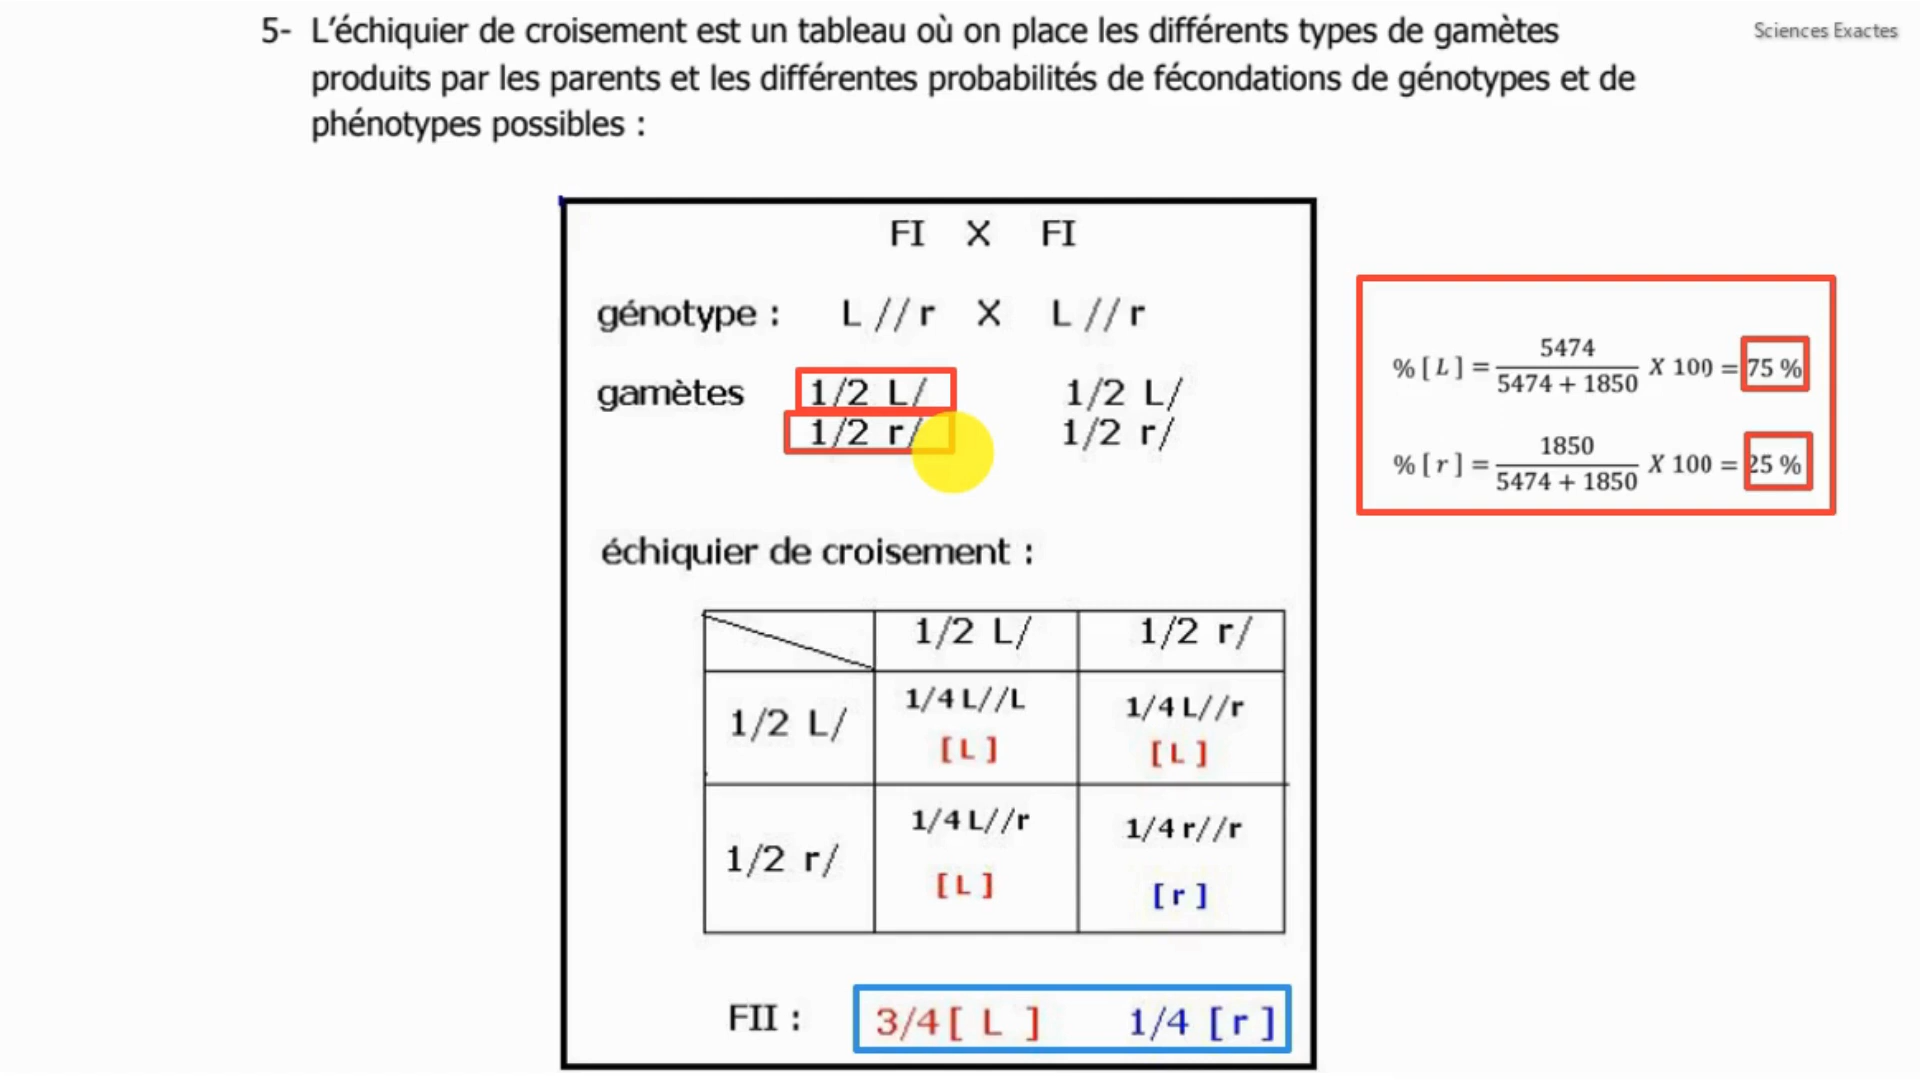 Sciences Exactes
5- L’échiquier de croisement est un tableau où on place les différents types de gamètes
produits par les parents et les différentes probabilités de fécondations de génotypes et de
phénotypes possibles :
FI X FI
génotype : L // r X L // r
gamètes 1/2 L/ 1/2 L/
1/2 r/ 1/2 r/
% [ L ] = 5474 / 5474 + 1850 X 100 = 75 %
% [ r ] = 1850 / 5474 + 1850 X 100 = 25 %
échiquier de croisement :
1/2 L/ 1/2 r/
1/2 L/ 1/4 L//L 1/4 L//r
[ L ] [ L ]
1/2 r/ 1/4 L//r 1/4 r//r
[ L ] [ r ]
FII : 3/4 [ L ] 1/4 [ r ]